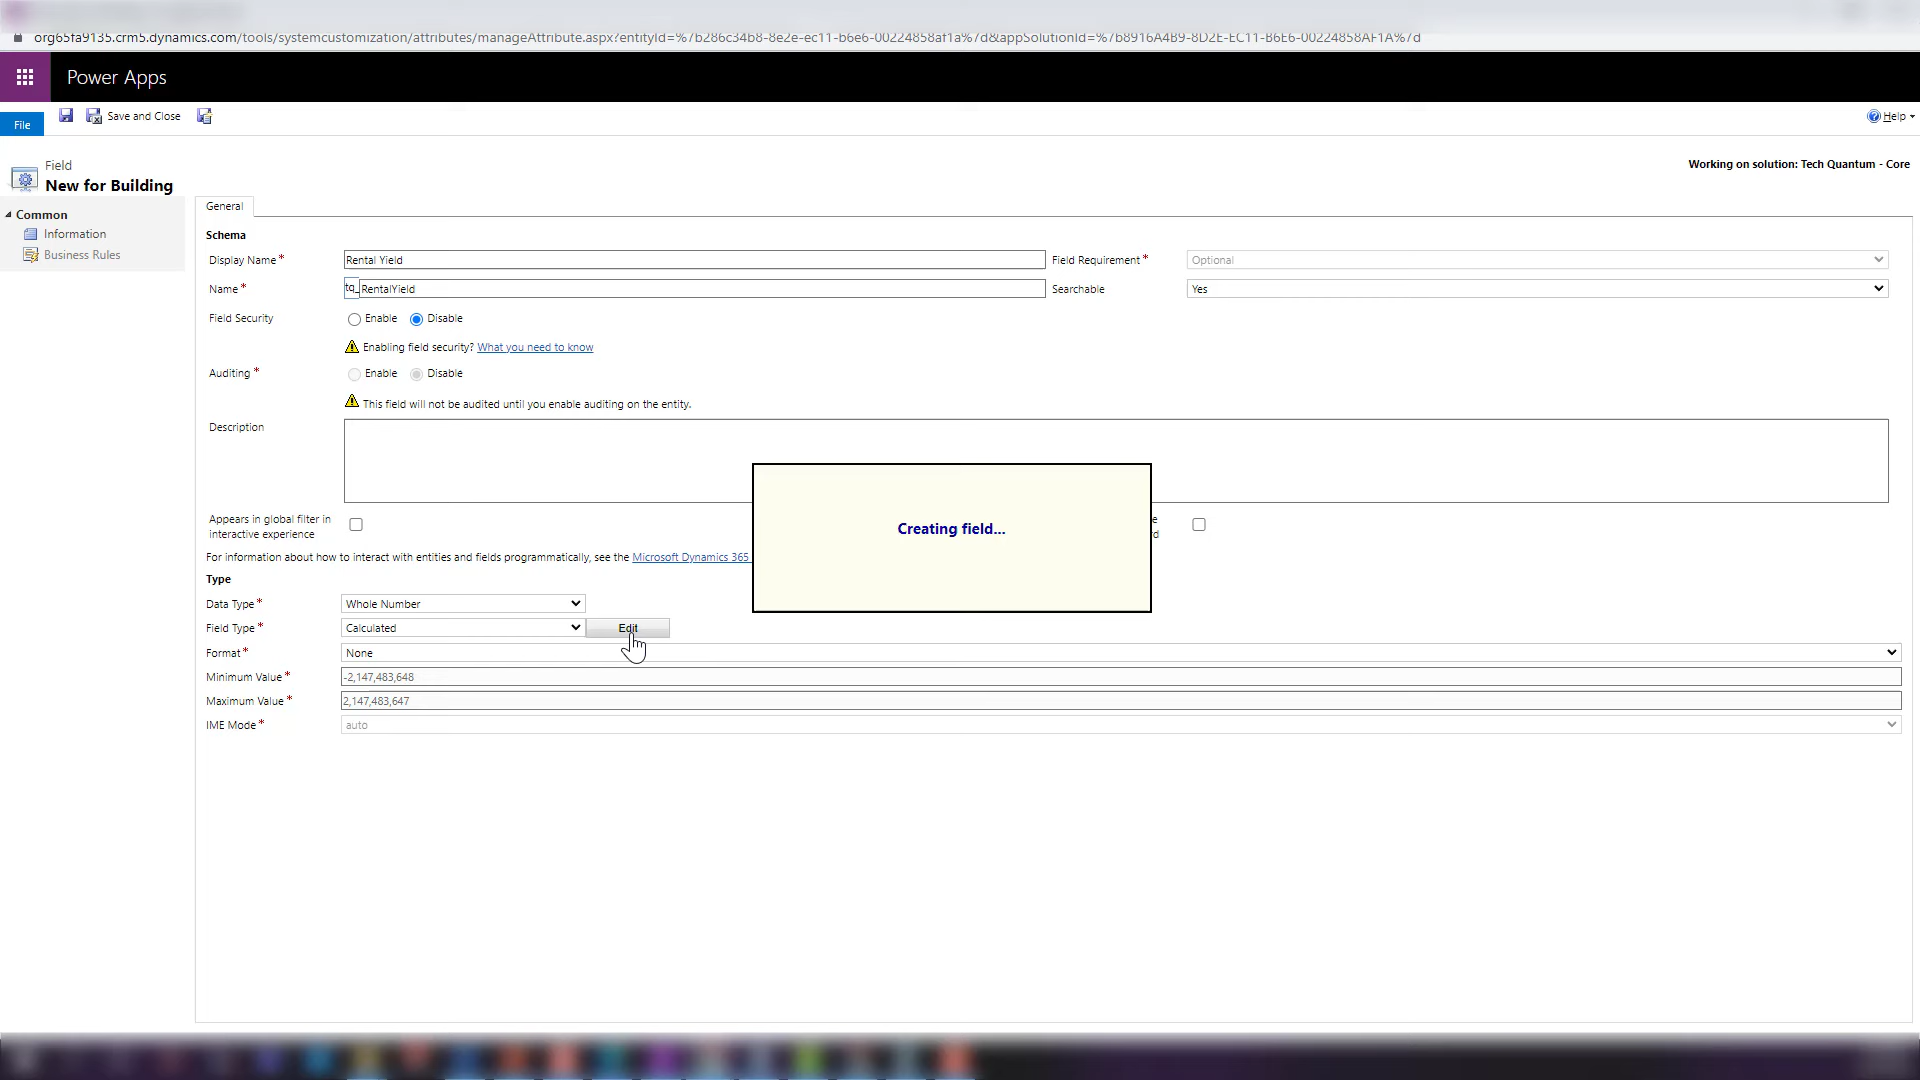 org65fa9135.crm5.dynamics.com/tools/systemcustomization/attributes/manageAttribute.aspx?entityId=%7b286c34b8-8e2e-ec11-b6e6-00224858af1a%7d&appSolutionId=%7b8916A4B9-8D2E-EC11-B6E6-00224858AF1A%7d
Power Apps
File
Save and Close
Help
Field
New for Building
Working on solution: Tech Quantum - Core
Common
Information
Business Rules
General
Schema
Display Name*
Rental Yield
Field Requirement*
Optional
Name*
tq_ RentalYield
Searchable
Yes
Field Security
Enable Disable
Enabling field security? What you need to know
Auditing *
Enable Disable
This field will not be audited until you enable auditing on the entity.
Description
Appears in global filter in
interactive experience
For information about how to interact with entities and fields programmatically, see the Microsoft Dynamics 365
Creating field...
Type
Data Type*
Whole Number
Field Type*
Calculated
Edit
Format*
None
Minimum Value*
-2,147,483,648
Maximum Value*
2,147,483,647
IME Mode*
auto